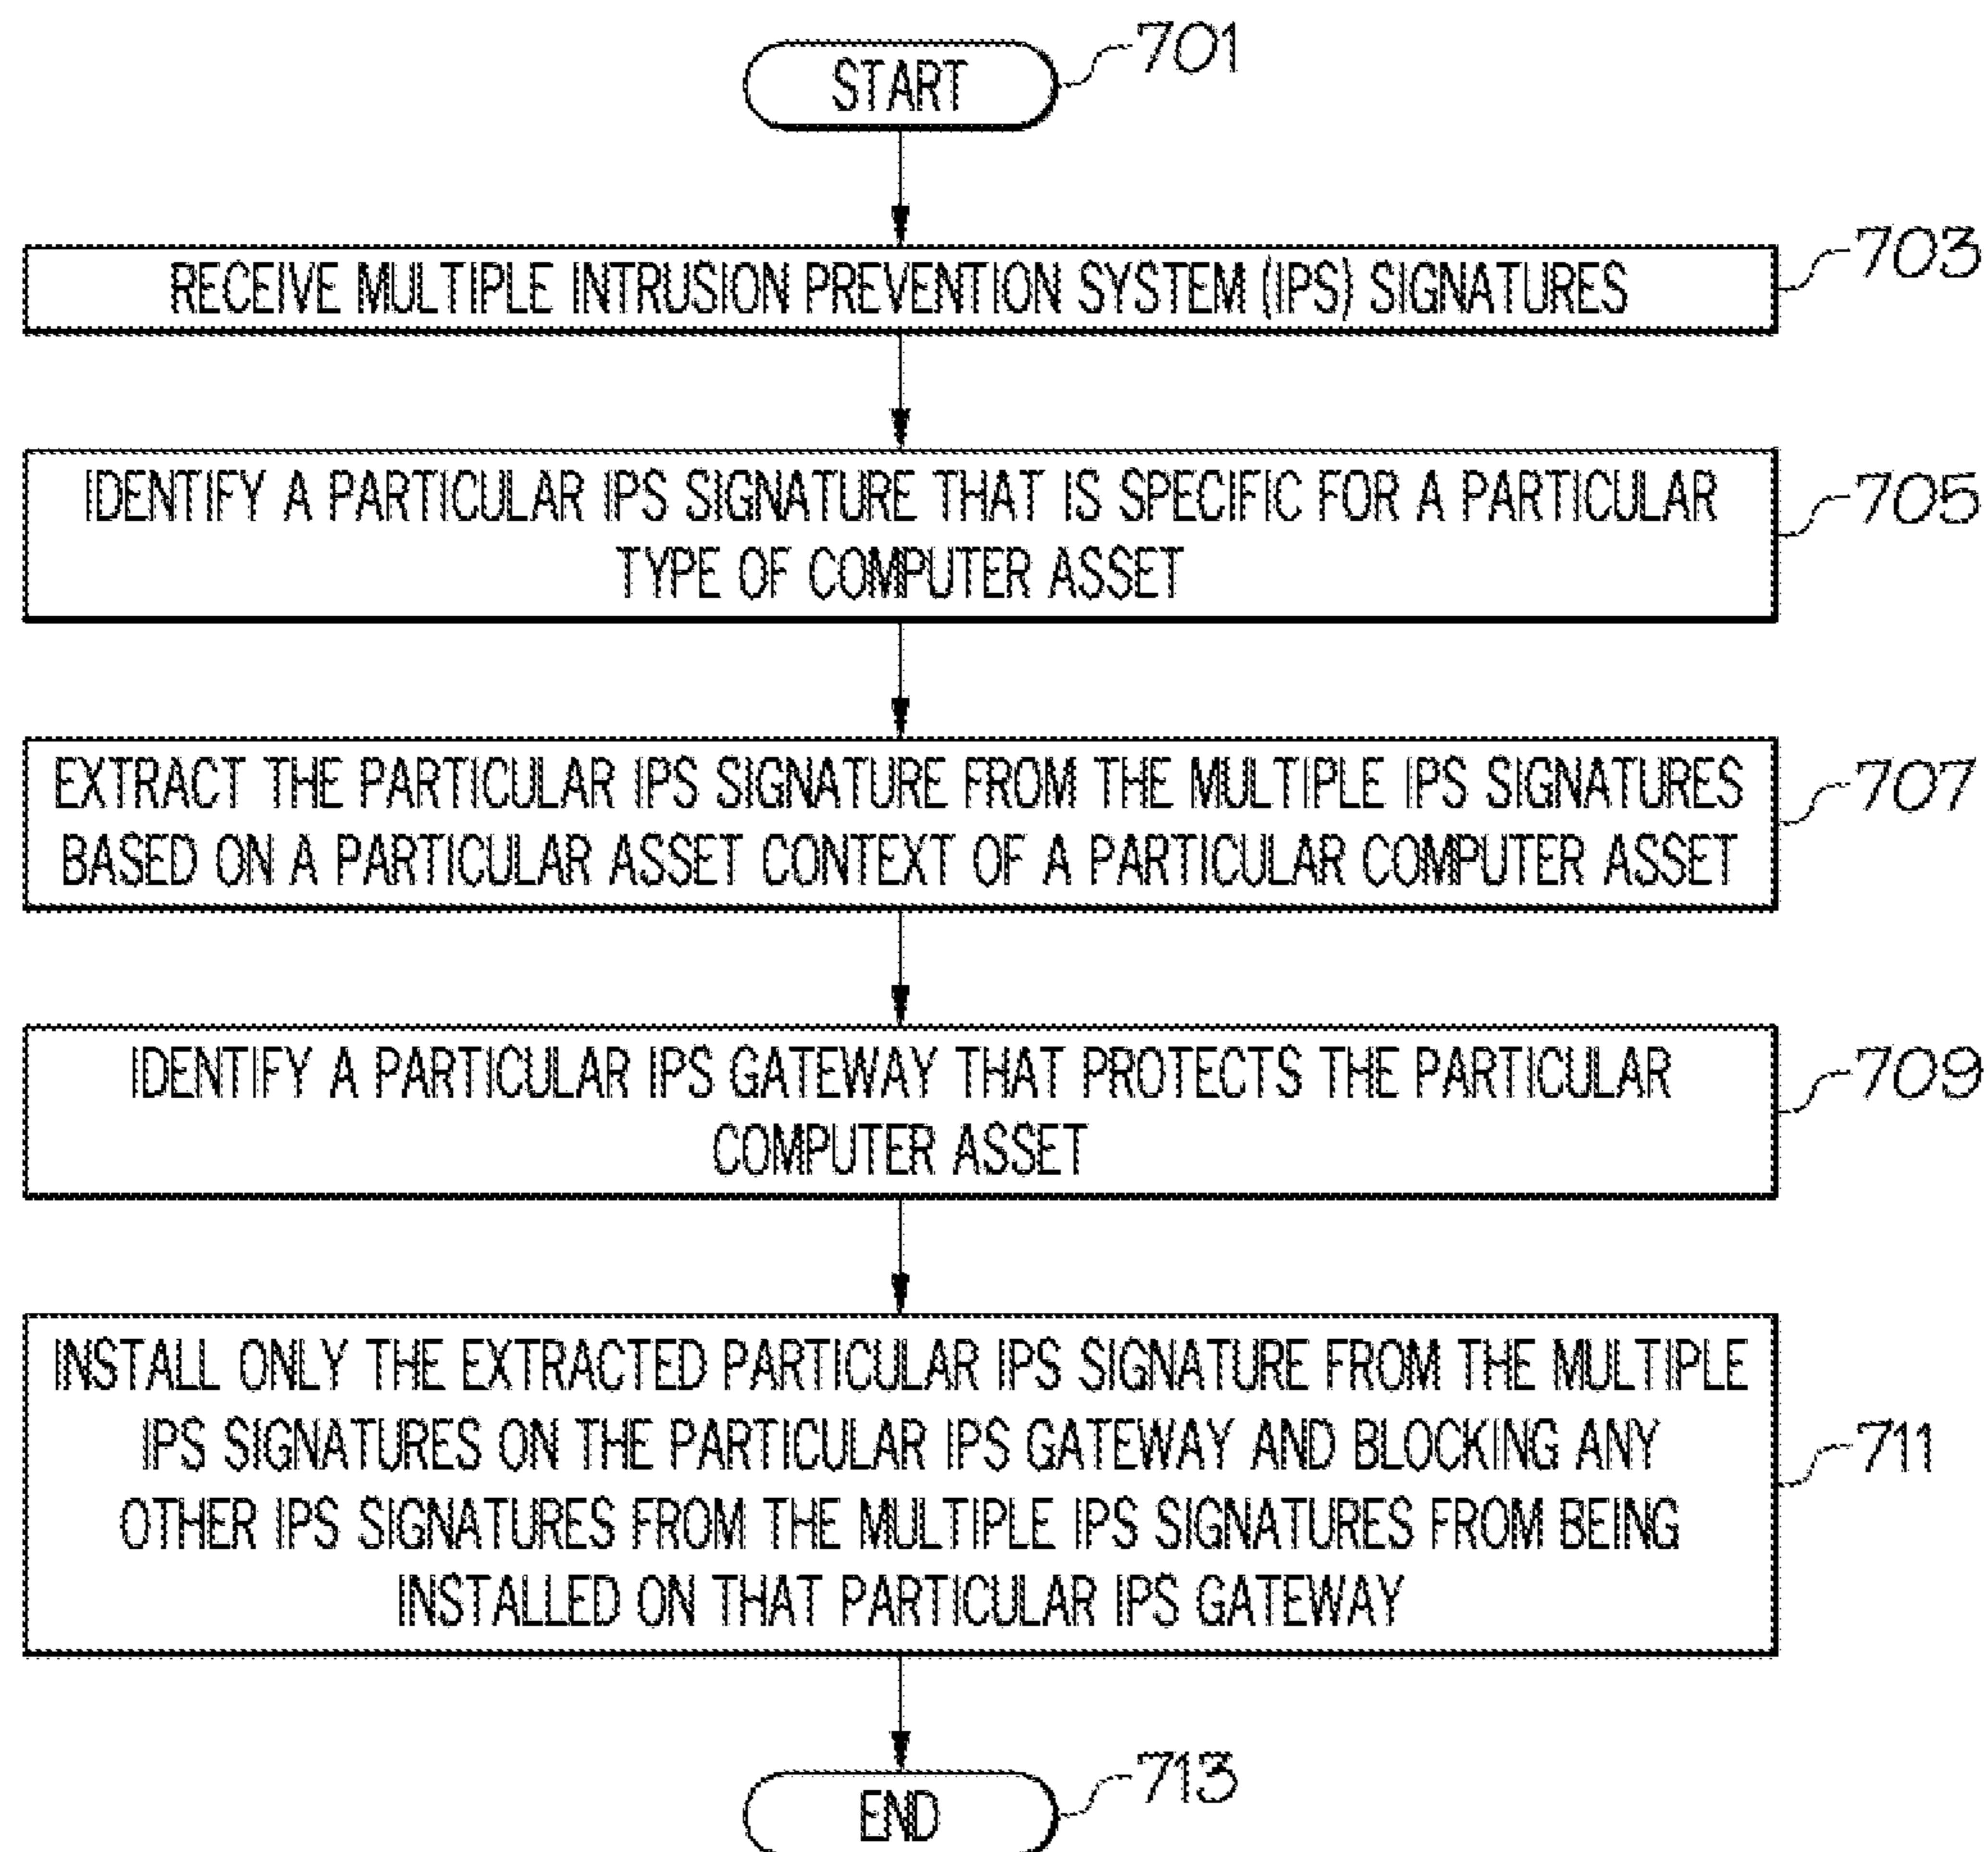 START
701
RECEIVE MULTIPLE INTRUSION PREVENTION SYSTEM (IPS) SIGNATURES
703
IDENTIFY A PARTICULAR IPS SIGNATURE THAT IS SPECIFIC FOR A PARTICULAR
TYPE OF COMPUTER ASSET
705
EXTRACT THE PARTICULAR IPS SIGNATURE FROM THE MULTIPLE IPS SIGNATURES
BASED ON A PARTICULAR ASSET CONTEXT OF A PARTICULAR COMPUTER ASSET
707
IDENTIFY A PARTICULAR IPS GATEWAY THAT PROTECTS THE PARTICULAR
COMPUTER ASSET
709
INSTALL ONLY THE EXTRACTED PARTICULAR IPS SIGNATURE FROM THE MULTIPLE
IPS SIGNATURES ON THE PARTICULAR IPS GATEWAY AND BLOCKING ANY
OTHER IPS SIGNATURES FROM THE MULTIPLE IPS SIGNATURES FROM BEING
INSTALLED ON THAT PARTICULAR IPS GATEWAY
711
END
713